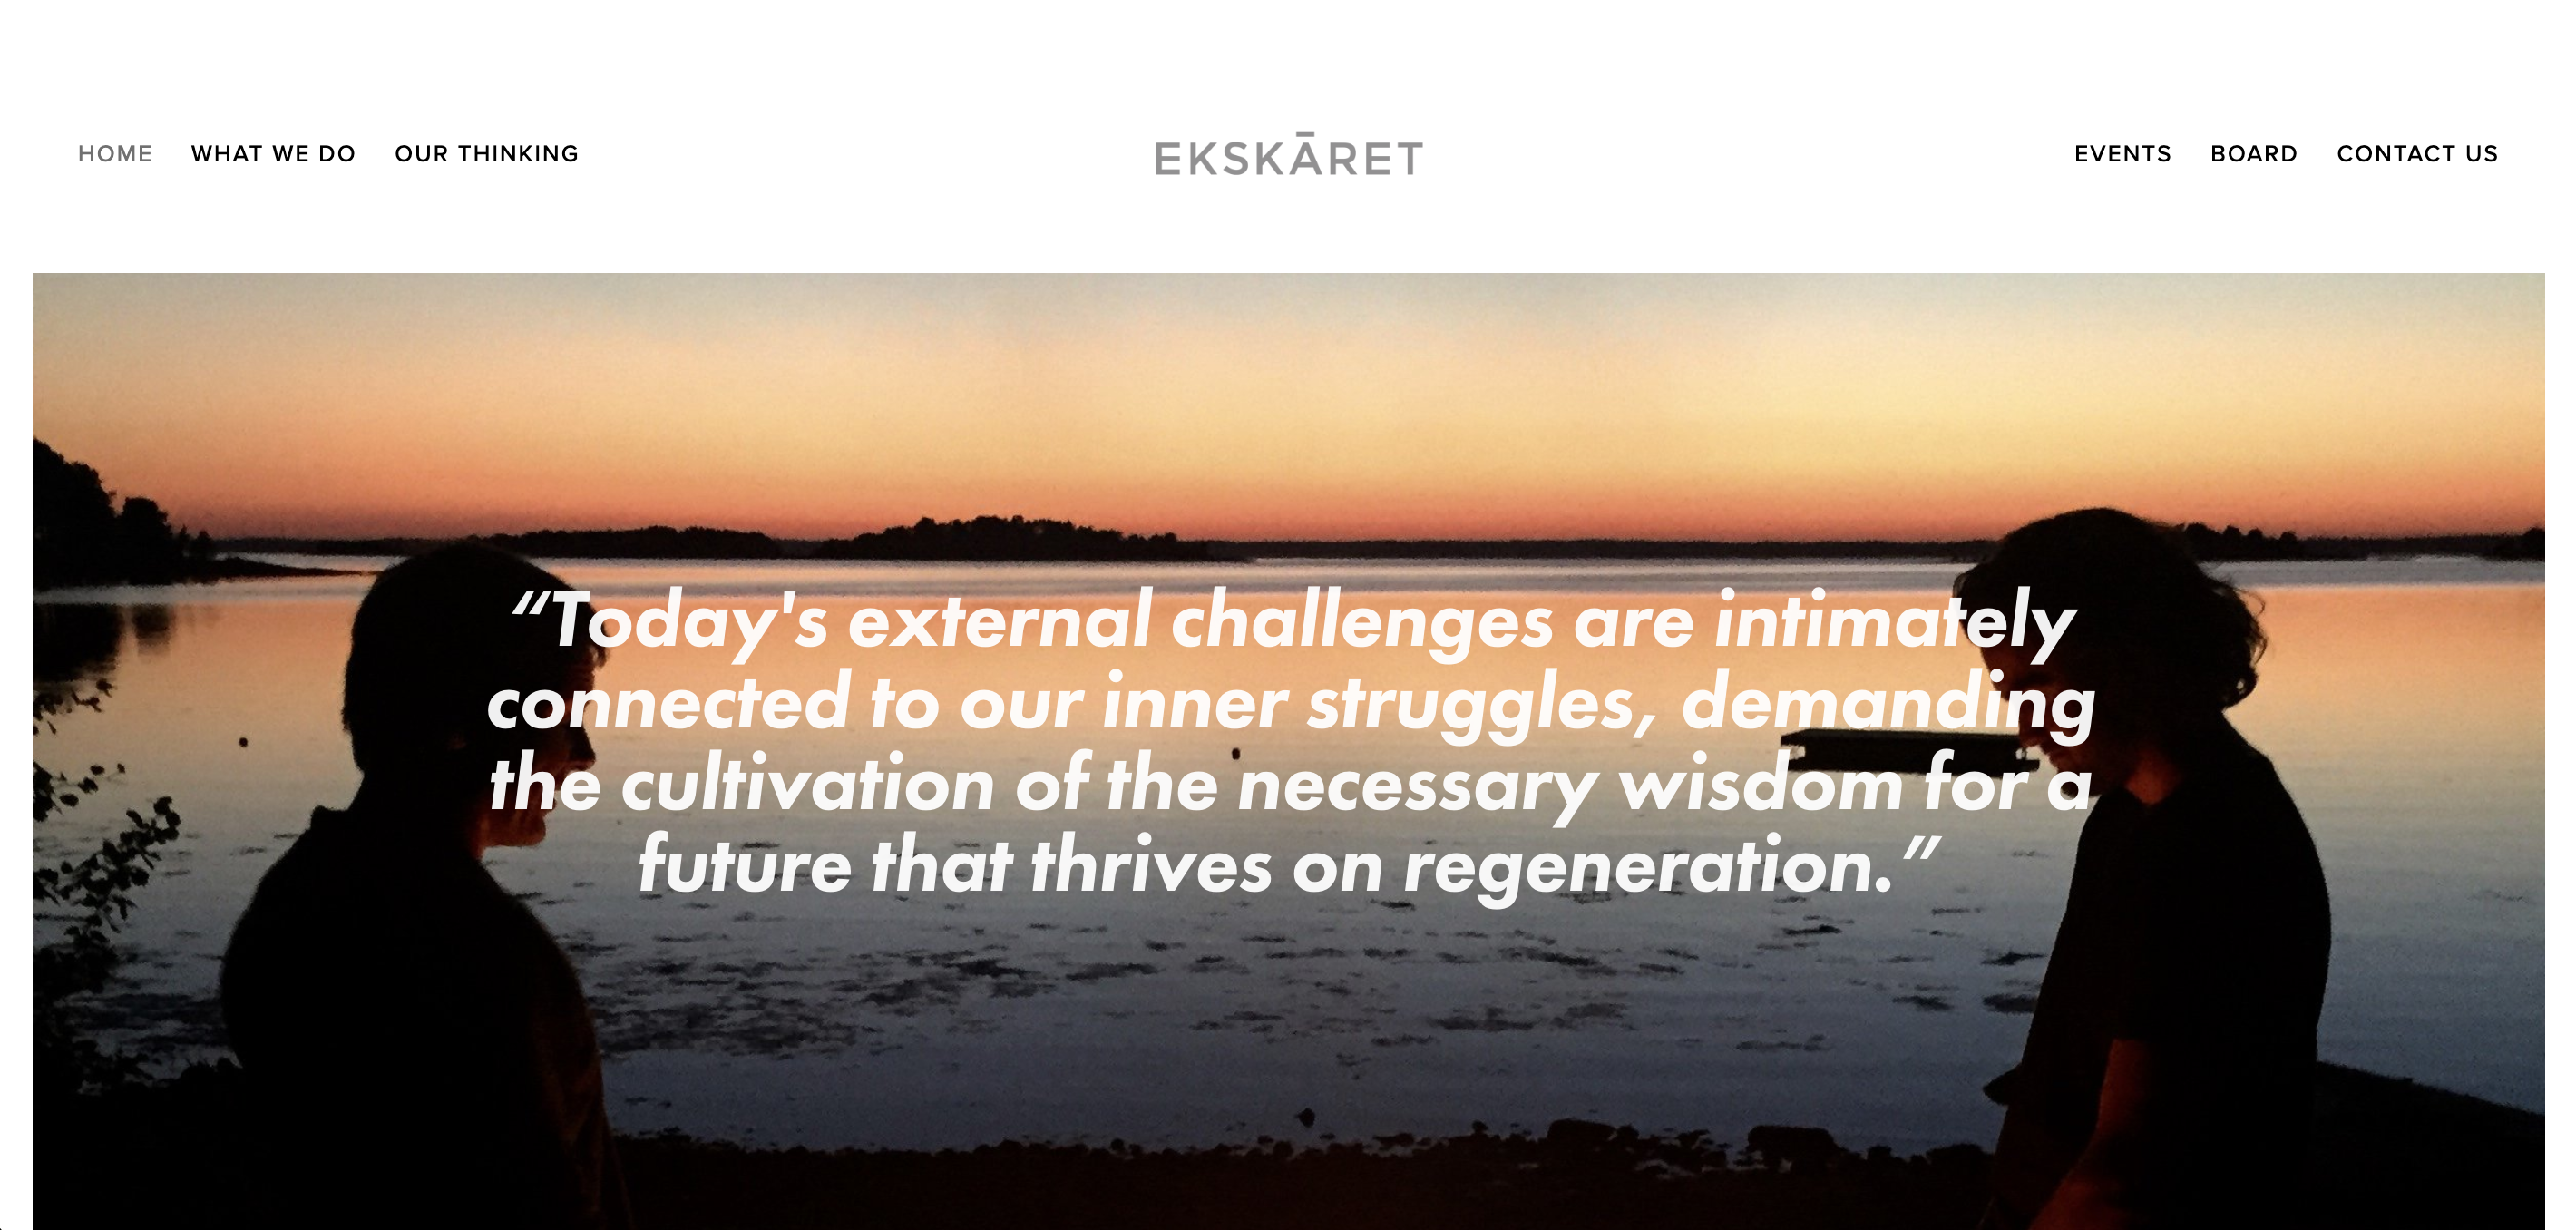 HOME WHAT WE DO OUR THINKING EKSKĀRET EVENTS BOARD CONTACT US
“Today's external challenges are intimately
connected to our inner struggles, demanding
the cultivation of the necessary wisdom for a
future that thrives on regeneration.”